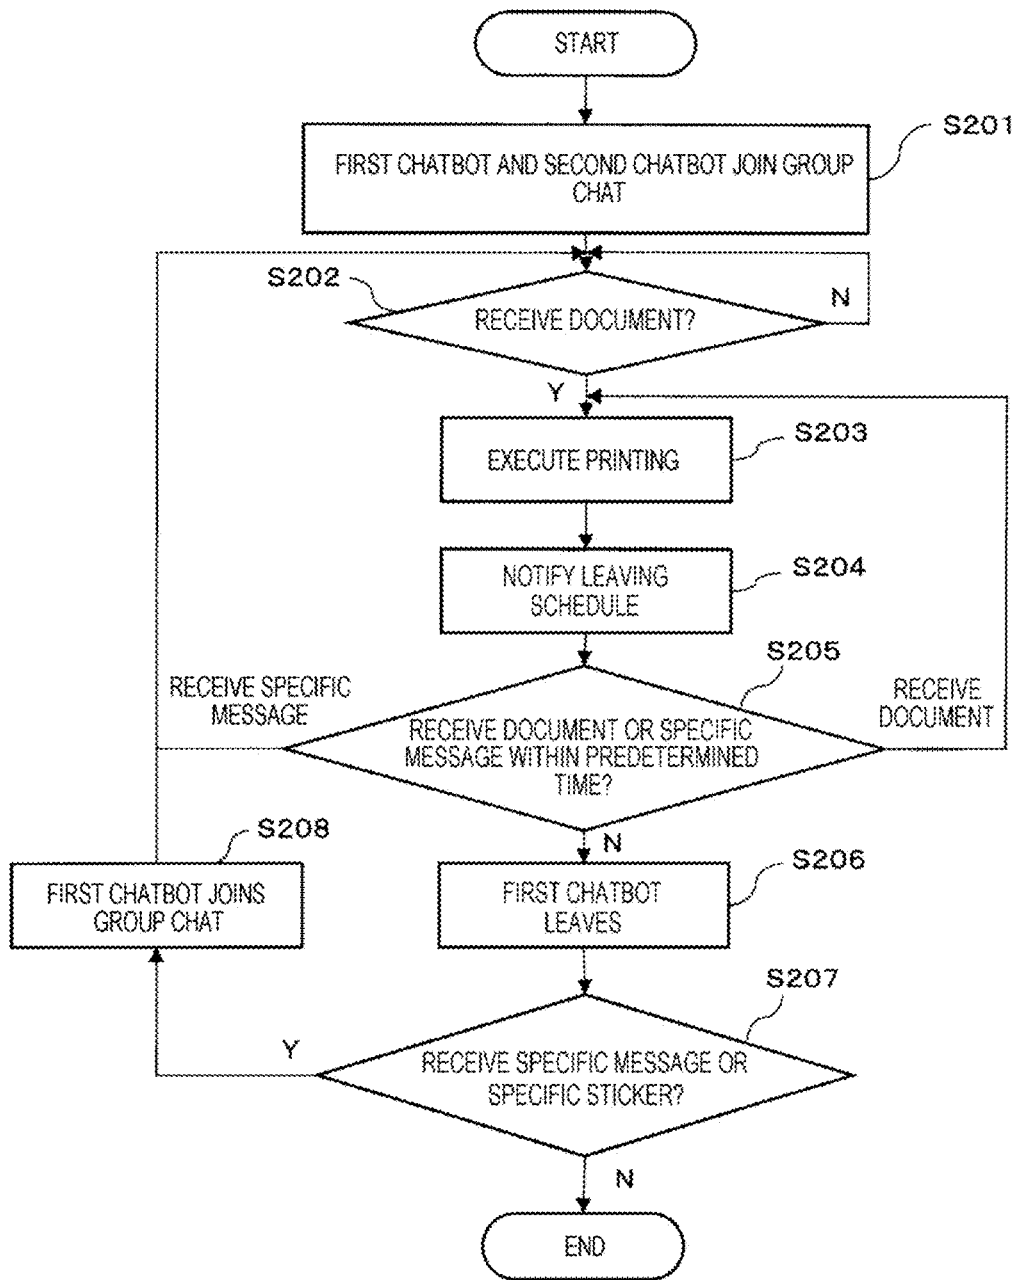 START
S201
FIRST CHATBOT AND SECOND CHATBOT JOIN GROUP
CHAT
S202
N
RECEIVE DOCUMENT?
Y
S203
EXECUTE PRINTING
S204
NOTIFY LEAVING
SCHEDULE
S205
RECEIVE SPECIFIC
MESSAGE
RECEIVE
DOCUMENT
RECEIVE DOCUMENT OR SPECIFIC
MESSAGE WITHIN PREDETERMINED
TIME?
S208
N
S206
FIRST CHATBOT JOINS
GROUP CHAT
FIRST CHATBOT
LEAVES
S207
Y
RECEIVE SPECIFIC MESSAGE OR
SPECIFIC STICKER?
N
END